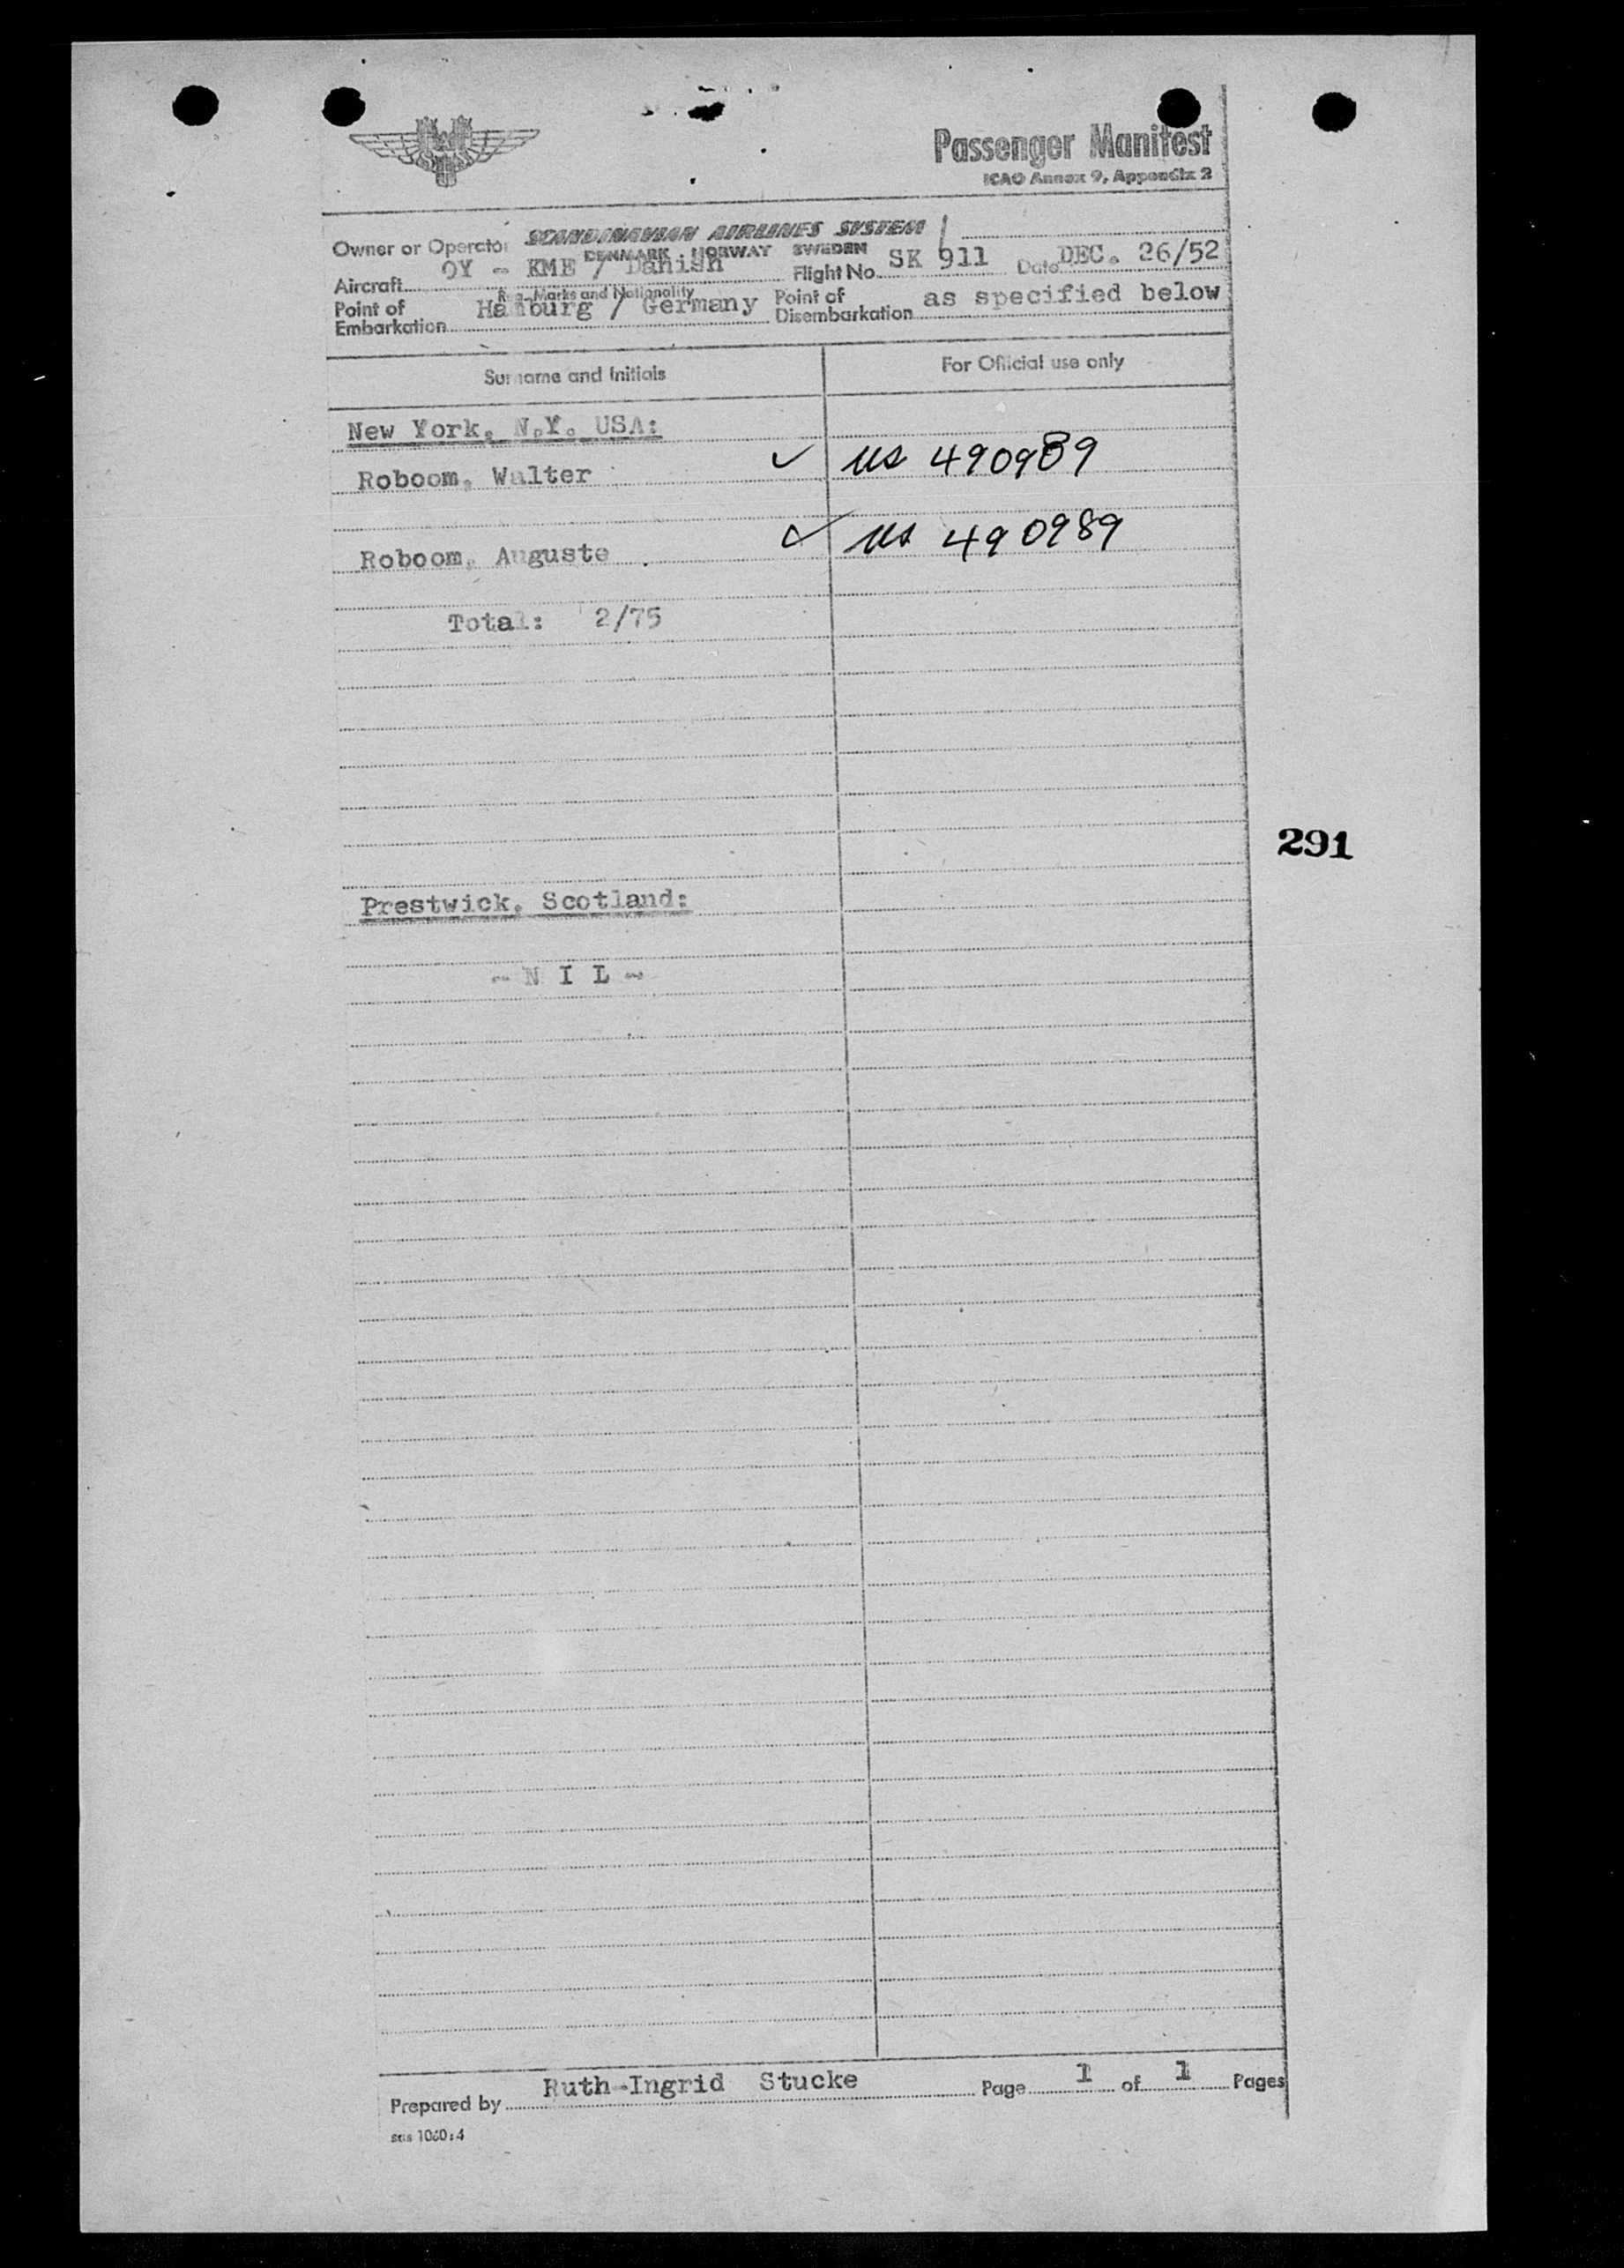 SAS
Passenger Manifest
ICAO Annex 9, Appendix 2
Owner or Operator SCANDINAVIAN AIRLINES SYSTEM
DENMARK NORWAY SWEDEN
Aircraft OY - KME / Danish Flight No. SK 911 Date DEC. 26/52
Reg. Marks and Nationality
Point of Embarkation Hamburg / Germany Point of Disembarkation as specified below
Surname and Initials For Official use only
New York, N.Y. USA:
Roboom, Walter ✓ US 490989
Roboom, Auguste ✓ US 490989
Total: 2/75
291
Prestwick, Scotland:
- N I L -
Prepared by Ruth-Ingrid Stucke Page 1 of 1 Pages
sas 1060:4